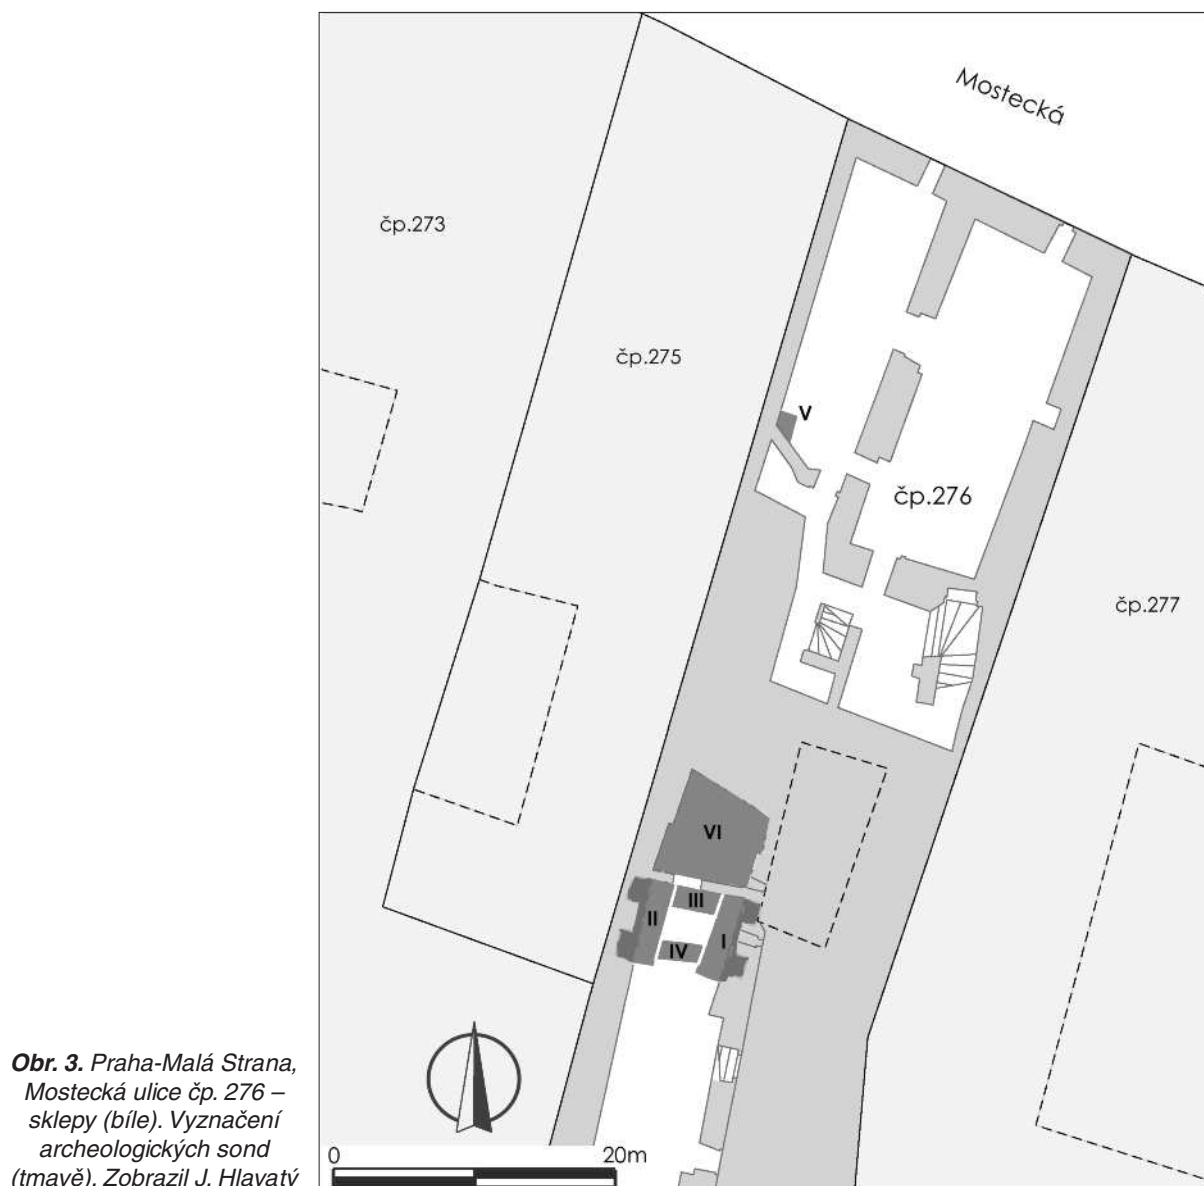 Mostecká
čp.273
čp.275
V
čp.276
čp.277
VI
III
II
I
IV
0
20m
Obr. 3. Praha-Malá Strana,
Mostecká ulice čp. 276 –
sklepy (bíle). Vyznačení
archeologických sond
(tmavě). Zobrazil J. Hlavatý